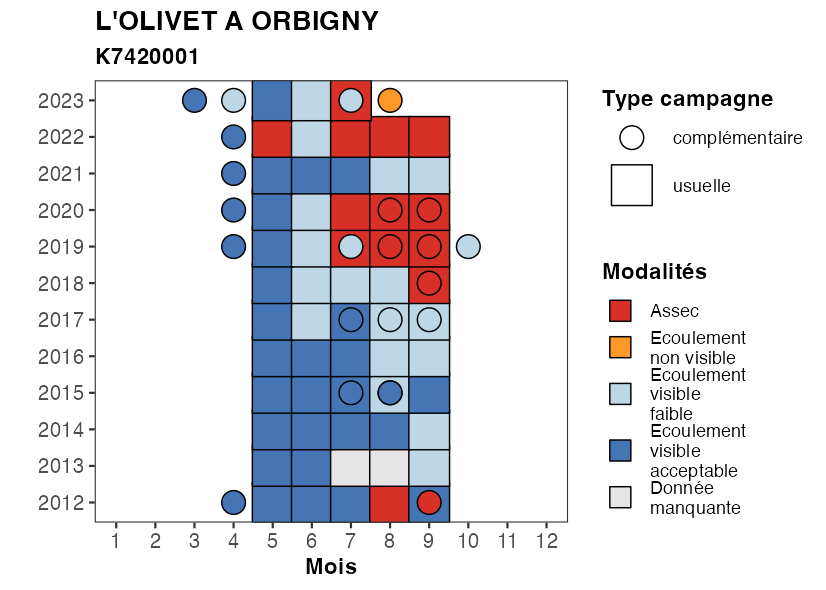 L'OLIVET A ORBIGNY
K7420001
2023
2022
2021
2020
2019
2018
2017
2016
2015
2014
2013
2012
1 2 3 4 5 6 7 8 9 10 11 12
Mois
Type campagne
complémentaire
usuelle
Modalités
Assec
Ecoulement
non visible
Ecoulement
visible
faible
Ecoulement
visible
acceptable
Donnée
manquante